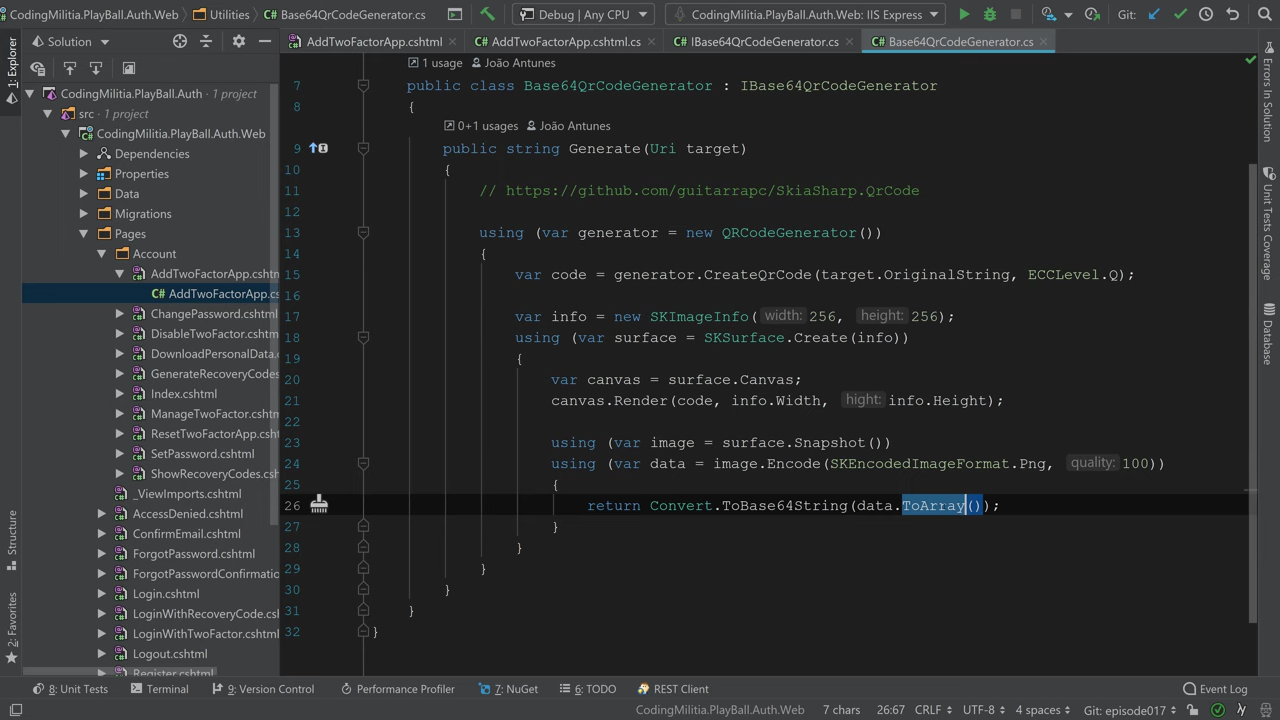 CodingMilitia.PlayBall.Auth.Web
Utilities
Base64QrCodeGenerator.cs
Debug | Any CPU
CodingMilitia.PlayBall.Auth.Web: IIS Express
Git:
Solution
AddTwoFactorApp.cshtml
AddTwoFactorApp.cshtml.cs
IBase64QrCodeGenerator.cs
Base64QrCodeGenerator.cs
1: Explorer
CodingMilitia.PlayBall.Auth · 1 project
src · 1 project
CodingMilitia.PlayBall.Auth.Web
Dependencies
Properties
Data
Migrations
Pages
Account
AddTwoFactorApp.cshtm
AddTwoFactorApp.cs
ChangePassword.cshtml
DisableTwoFactor.cshtm
DownloadPersonalData.c
GenerateRecoveryCodes
Index.cshtml
ManageTwoFactor.cshtml
ResetTwoFactorApp.cshtml
SetPassword.cshtml
ShowRecoveryCodes.cshtml
_ViewImports.cshtml
AccessDenied.cshtml
ConfirmEmail.cshtml
ForgotPassword.cshtml
ForgotPasswordConfirmatio
Login.cshtml
LoginWithRecoveryCode.csh
LoginWithTwoFactor.cshtml
Logout.cshtml
Register.cshtml
Structure
2: Favorites
1 usage João Antunes
7 public class Base64QrCodeGenerator : IBase64QrCodeGenerator
8 {
0+1 usages João Antunes
9 public string Generate(Uri target)
10 {
11 // https://github.com/guitarrapc/SkiaSharp.QrCode
12
13 using (var generator = new QRCodeGenerator())
14 {
15 var code = generator.CreateQrCode(target.OriginalString, ECCLevel.Q);
16
17 var info = new SKImageInfo( width: 256, height: 256);
18 using (var surface = SKSurface.Create(info))
19 {
20 var canvas = surface.Canvas;
21 canvas.Render(code, info.Width, hight: info.Height);
22
23 using (var image = surface.Snapshot())
24 using (var data = image.Encode(SKEncodedImageFormat.Png, quality: 100))
25 {
26 return Convert.ToBase64String(data.ToArray());
27 }
28 }
29 }
30 }
31 }
32 }
Errors In Solution
Unit Tests Coverage
Database
8: Unit Tests
Terminal
9: Version Control
Performance Profiler
7: NuGet
6: TODO
REST Client
Event Log
CodingMilitia.PlayBall.Auth.Web
7 chars
26:67
CRLF
UTF-8
4 spaces
Git: episode017